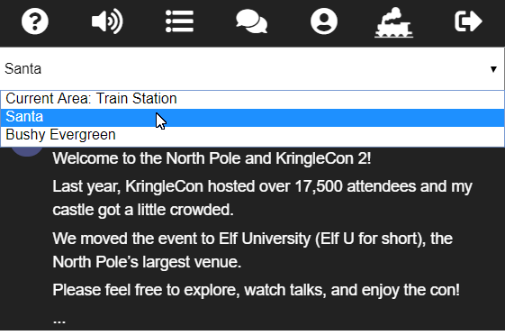 Santa
Current Area: Train Station
Santa
Bushy Evergreen
Welcome to the North Pole and KringleCon 2!
Last year, KringleCon hosted over 17,500 attendees and my
castle got a little crowded.
We moved the event to Elf University (Elf U for short), the
North Pole's largest venue.
Please feel free to explore, watch talks, and enjoy the con!
...